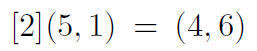 [2](5, 1) = (4, 6)